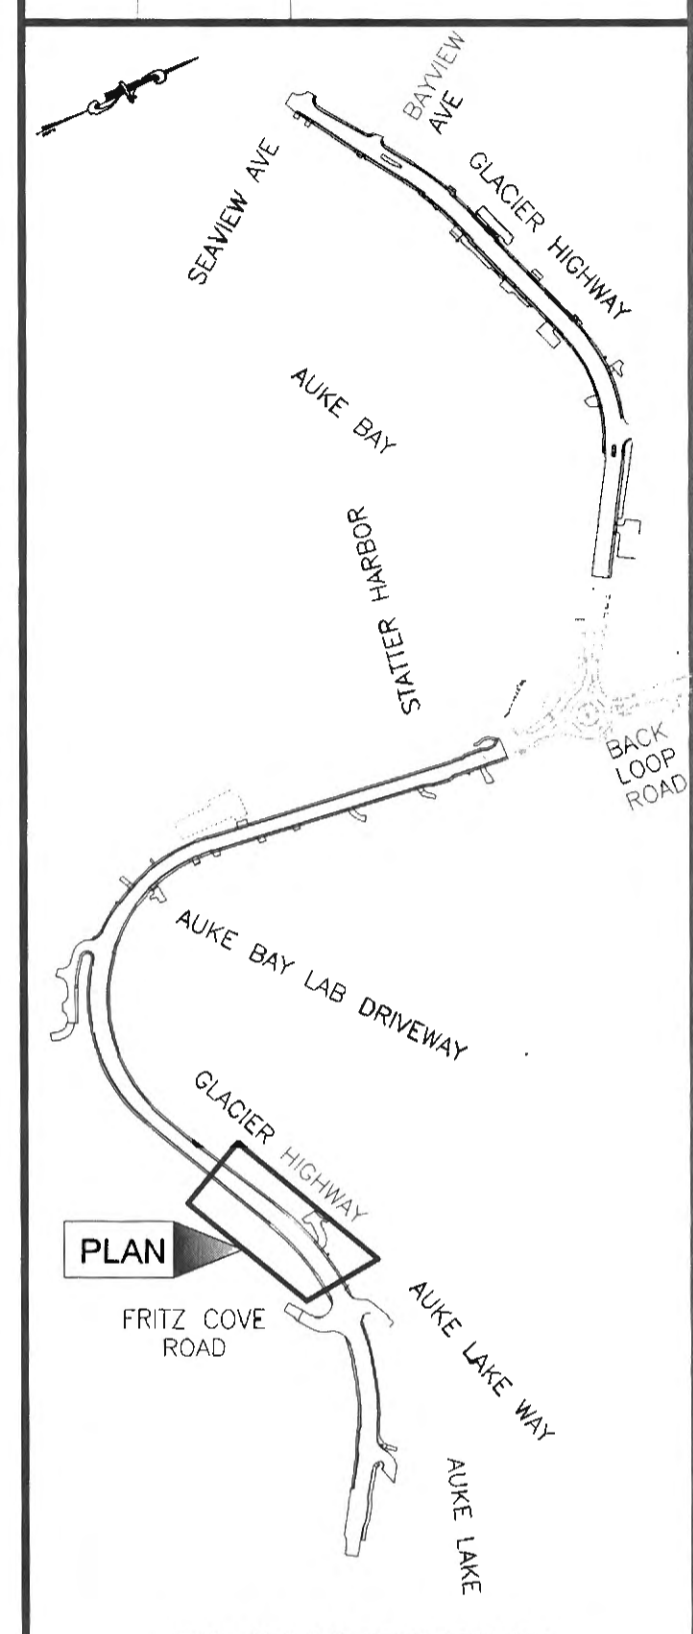 BAYVIEW
AVE
SEAVIEW AVE
GLACIER HIGHWAY
AUKE BAY
STATTER HARBOR
BACK
LOOP
ROAD
AUKE BAY LAB DRIVEWAY
GLACIER HIGHWAY
PLAN
FRITZ COVE
ROAD
AUKE LAKE WAY
AUKE LAKE